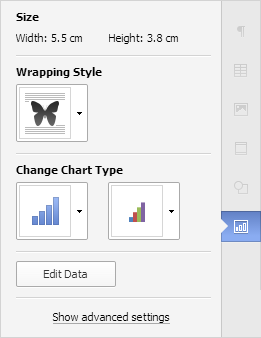 Size
Width: 5.5 cm Height: 3.8 cm
Wrapping Style
Change Chart Type
Edit Data
Show advanced settings